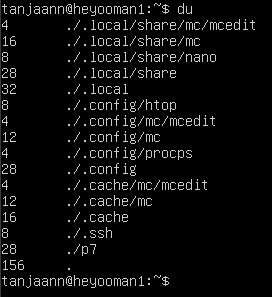 tanjaann@heyooman1:~$ du
4 ./.local/share/mc/mcedit
16 ./.local/share/mc
8 ./.local/share/nano
28 ./.local/share
32 ./.local
8 ./.config/htop
4 ./.config/mc/mcedit
12 ./.config/mc
4 ./.config/procps
28 ./.config
4 ./.cache/mc/mcedit
12 ./.cache/mc
16 ./.cache
8 ./.ssh
28 ./p7
156 .
tanjaann@heyooman1:~$